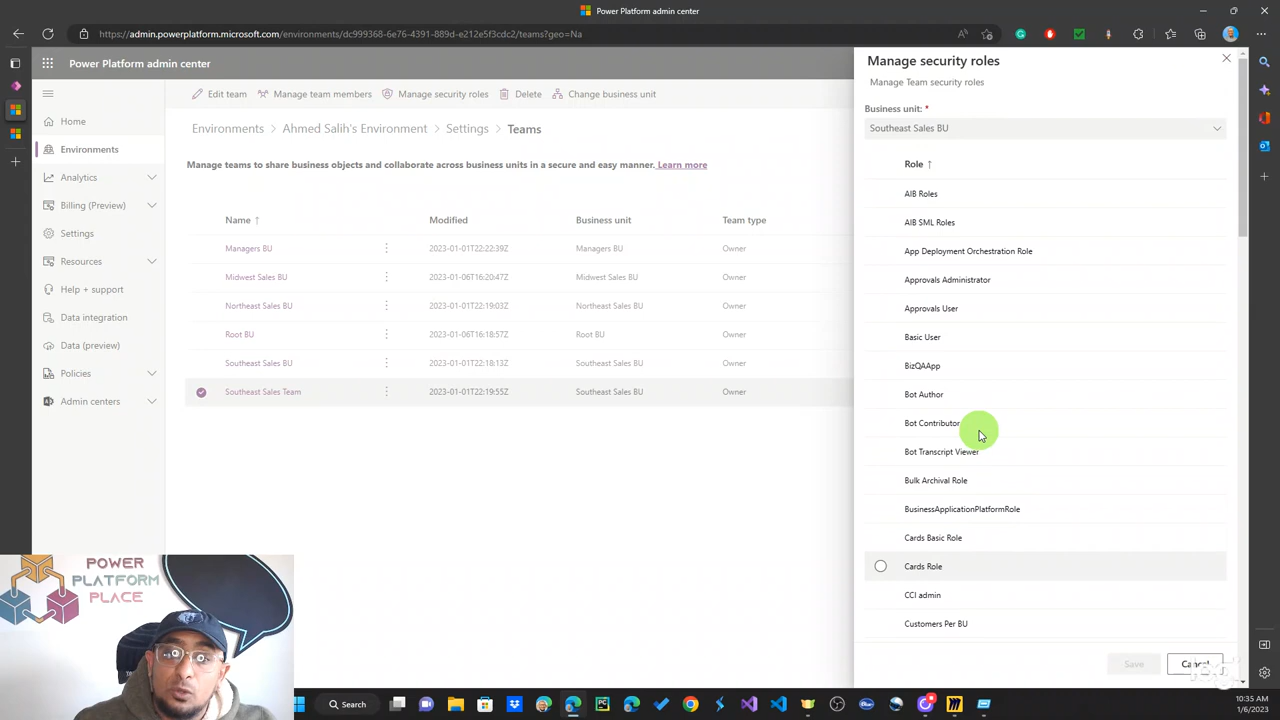 Power Platform admin center
https://admin.powerplatform.microsoft.com/environments/dc999368-6e76-4391-889d-e212e5f3cdc2/teams?geo=Na
Power Platform admin center
Home
Environments
Analytics
Billing (Preview)
Settings
Resources
Help + support
Data integration
Data (preview)
Policies
Admin centers
Edit team
Manage team members
Manage security roles
Delete
Change business unit
Environments > Ahmed Salih's Environment > Settings > Teams
Manage teams to share business objects and collaborate across business units in a secure and easy manner. Learn more
Name ↑ Modified Business unit Team type
Managers BU 2023-01-01T22:22:39Z Managers BU Owner
Midwest Sales BU 2023-01-06T16:20:47Z Midwest Sales BU Owner
Northeast Sales BU 2023-01-01T22:19:03Z Northeast Sales BU Owner
Root BU 2023-01-06T16:18:57Z Root BU Owner
Southeast Sales BU 2023-01-01T22:18:13Z Southeast Sales BU Owner
Southeast Sales Team 2023-01-01T22:19:55Z Southeast Sales BU Owner
Manage security roles
Manage Team security roles
Business unit: *
Southeast Sales BU
Role ↑
AIB Roles
AIB SML Roles
App Deployment Orchestration Role
Approvals Administrator
Approvals User
Basic User
BizQAApp
Bot Author
Bot Contributor
Bot Transcript Viewer
Bulk Archival Role
BusinessApplicationPlatformRole
Cards Basic Role
Cards Role
CCI admin
Customers Per BU
Save
POWER
PLATFORM
PLACE
Search
10:35 AM
1/6/2023